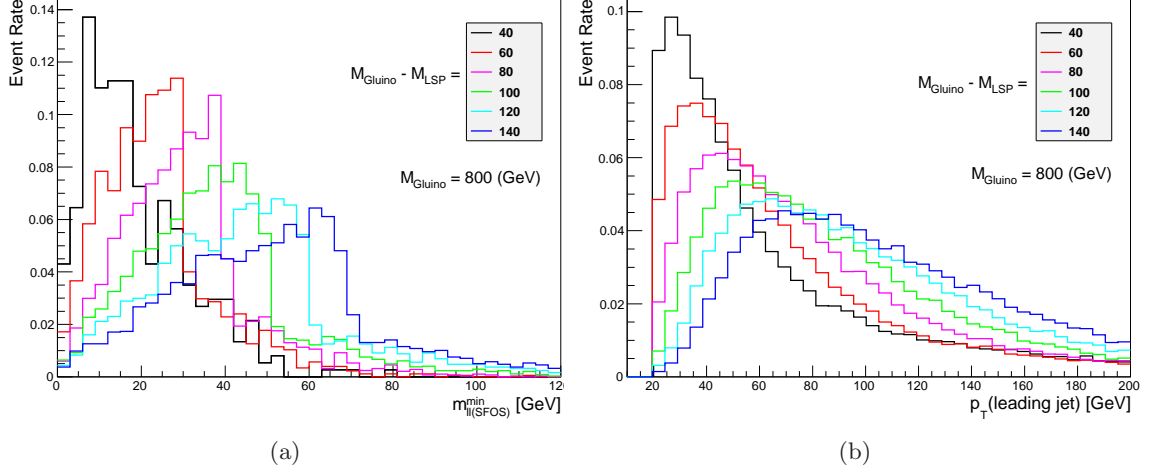 Event Rate
0.14
0.12
0.1
0.08
0.06
0.04
0.02
0
M_Gluino - M_LSP =
40
60
80
100
120
140
M_Gluino = 800 (GeV)
0 20 40 60 80 100 120
m^min_ll(SFOS) [GeV]
(a)
Event Rate
0.1
0.08
0.06
0.04
0.02
0
M_Gluino - M_LSP =
40
60
80
100
120
140
M_Gluino = 800 (GeV)
20 40 60 80 100 120 140 160 180 200
p_T(leading jet) [GeV]
(b)